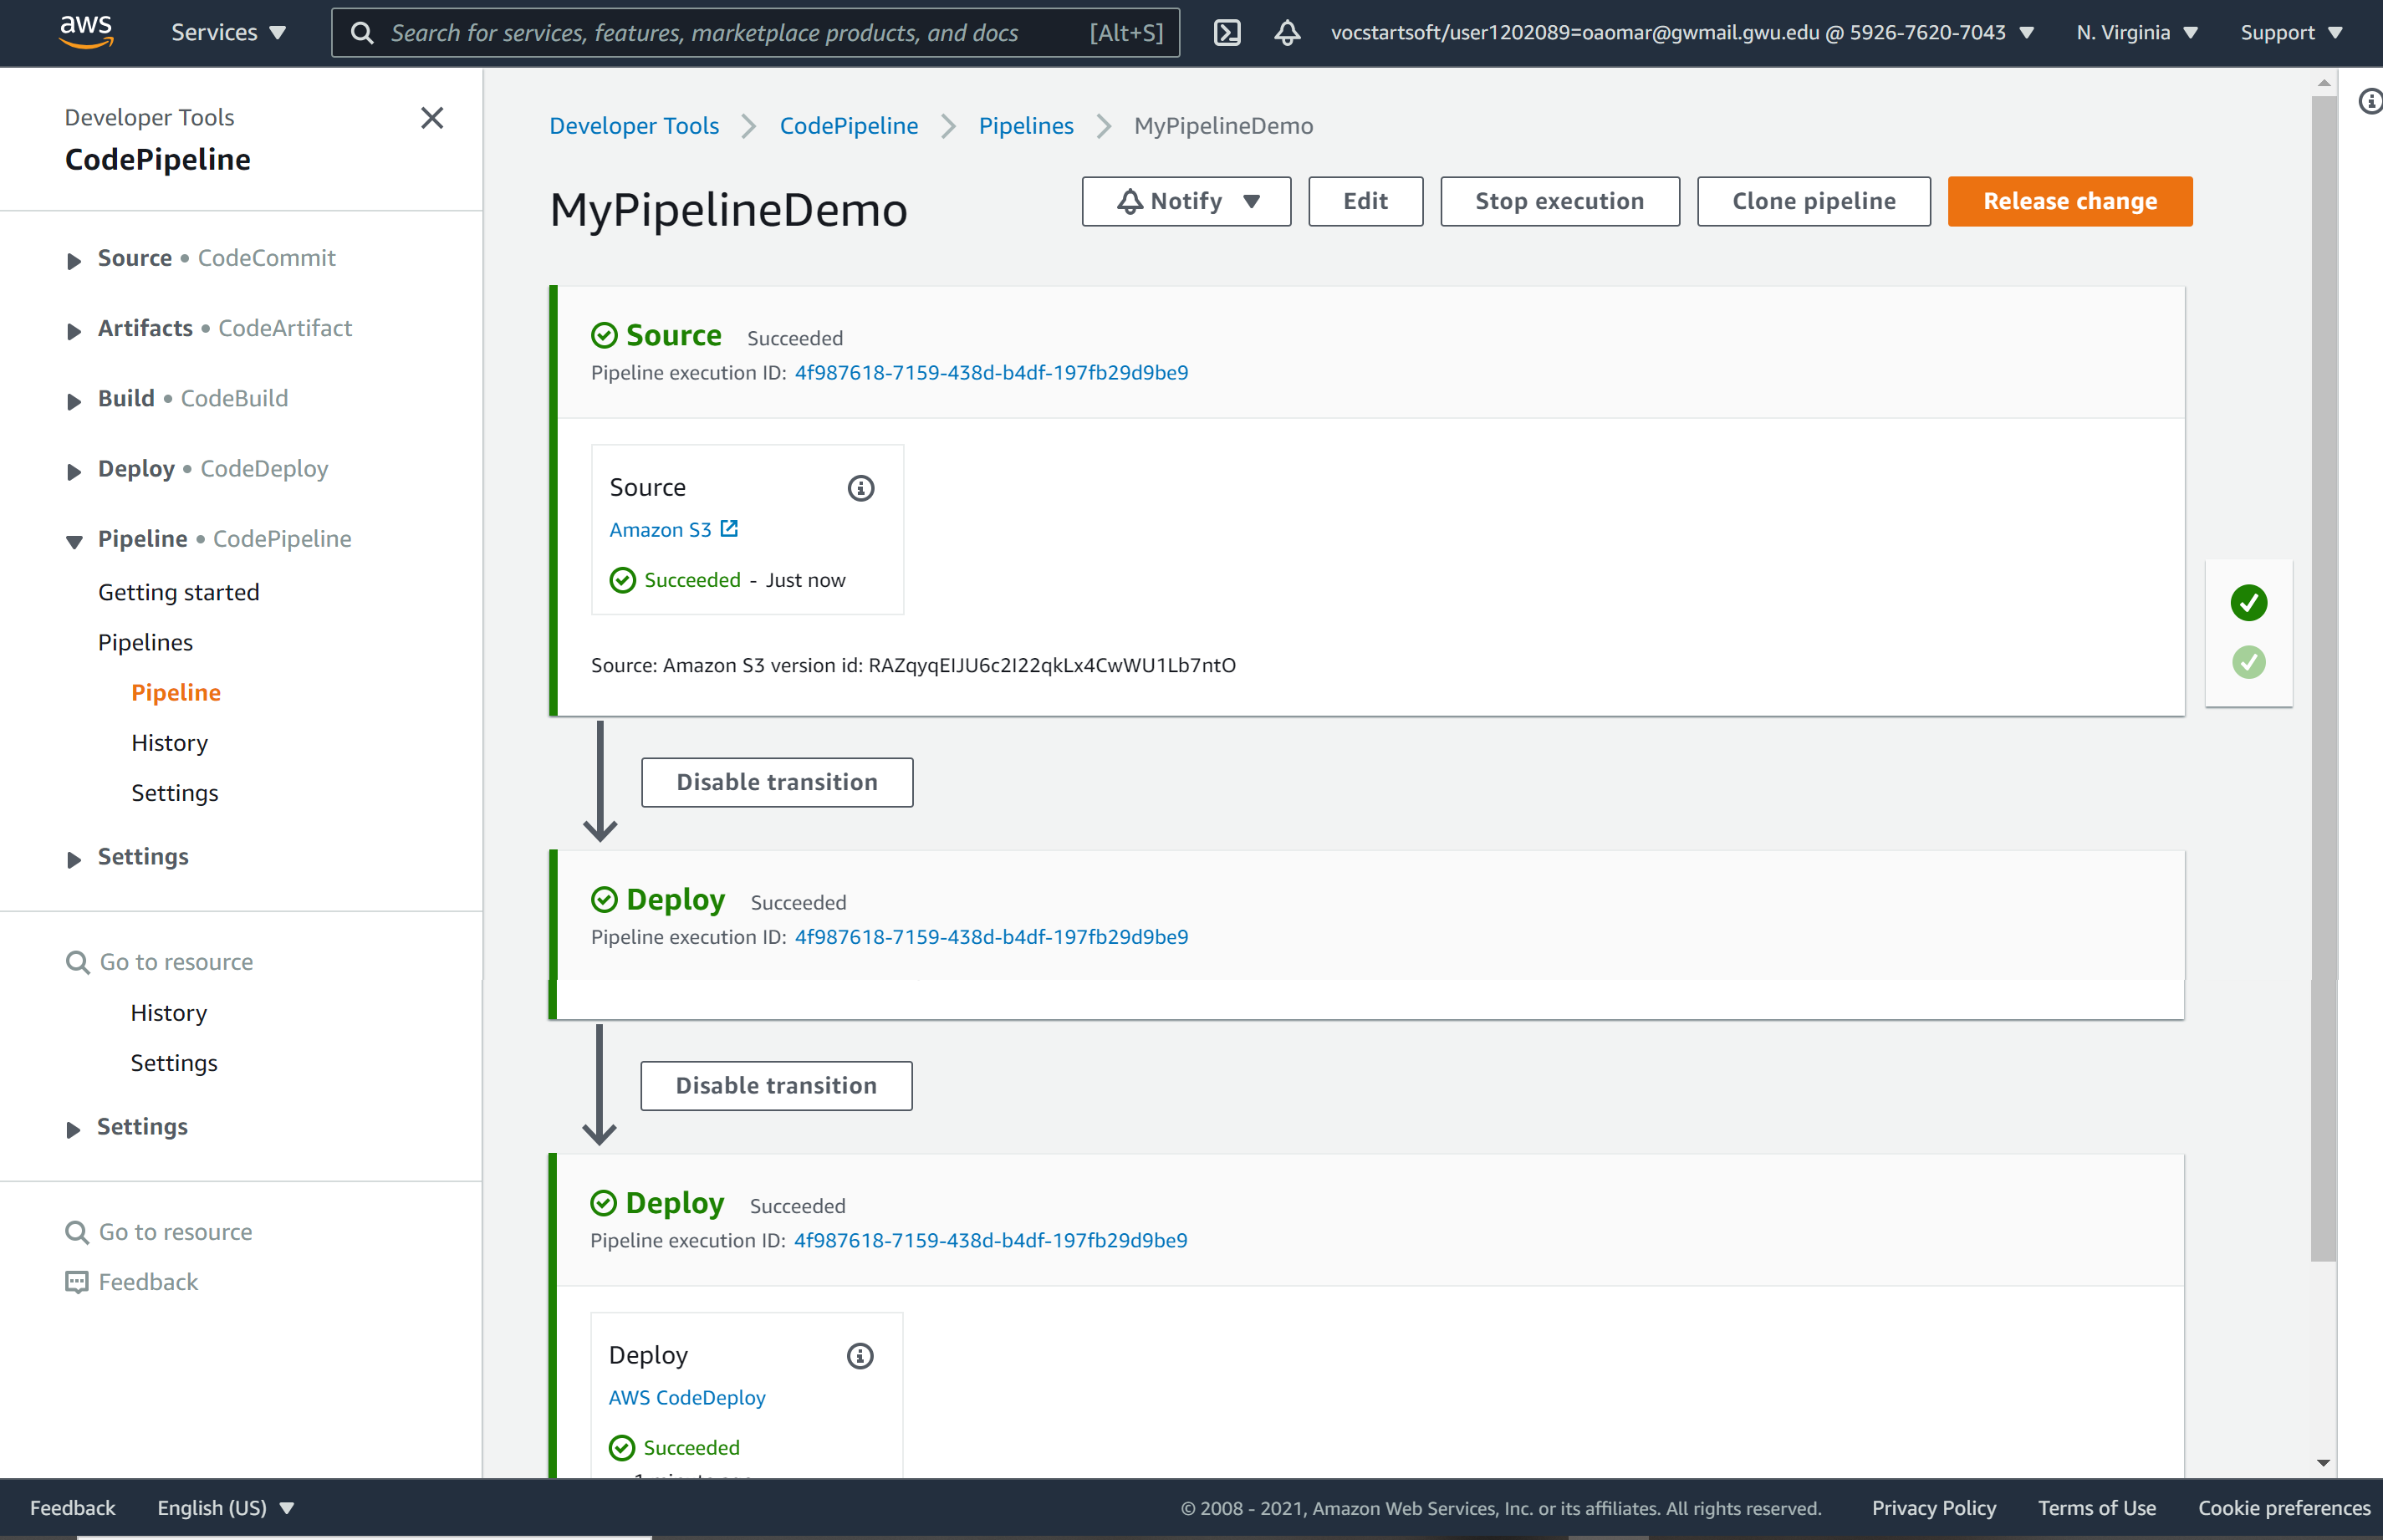 aws Services Search for services, features, marketplace products, and docs [Alt+S] vocstartsoft/user1202089=oaomar@gwmail.gwu.edu @ 5926-7620-7043 N. Virginia Support
Developer Tools
CodePipeline
Source • CodeCommit
Artifacts • CodeArtifact
Build • CodeBuild
Deploy • CodeDeploy
Pipeline • CodePipeline
Getting started
Pipelines
Pipeline
History
Settings
Settings
Go to resource
History
Settings
Settings
Go to resource
Feedback
Developer Tools CodePipeline Pipelines MyPipelineDemo
MyPipelineDemo
Notify Edit Stop execution Clone pipeline Release change
Source Succeeded
Pipeline execution ID: 4f987618-7159-438d-b4df-197fb29d9be9
Source
Amazon S3
Succeeded - Just now
Source: Amazon S3 version id: RAZqyqEIJU6c2I22qkLx4CwWU1Lb7ntO
Disable transition
Deploy Succeeded
Pipeline execution ID: 4f987618-7159-438d-b4df-197fb29d9be9
Disable transition
Deploy Succeeded
Pipeline execution ID: 4f987618-7159-438d-b4df-197fb29d9be9
Deploy
AWS CodeDeploy
Succeeded
Feedback English (US) © 2008 - 2021, Amazon Web Services, Inc. or its affiliates. All rights reserved. Privacy Policy Terms of Use Cookie preferences